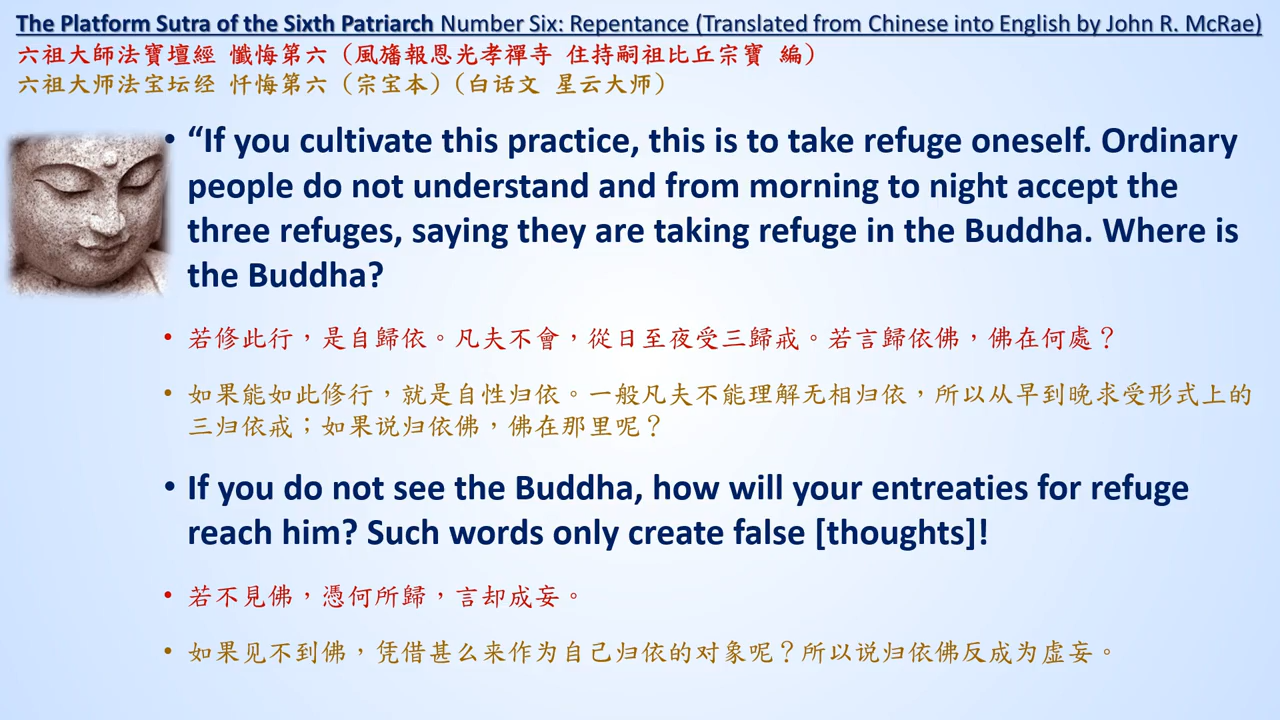 The Platform Sutra of the Sixth Patriarch Number Six: Repentance (Translated from Chinese into English by John R. McRae)
六祖大師法寶壇經 懺悔第六（風旛報恩光孝禪寺 住持嗣祖比丘宗寶 編）
六祖大师法宝坛经 忏悔第六（宗宝本）(白话文 星云大师）
• “If you cultivate this practice, this is to take refuge oneself. Ordinary
people do not understand and from morning to night accept the
three refuges, saying they are taking refuge in the Buddha. Where is
the Buddha?
• 若修此行，是自歸依。凡夫不會，從日至夜受三歸戒。若言歸依佛，佛在何處？
• 如果能如此修行，就是自性归依。一般凡夫不能理解无相归依，所以从早到晚求受形式上的
三归依戒；如果说归依佛，佛在那里呢？
• If you do not see the Buddha, how will your entreaties for refuge
reach him? Such words only create false [thoughts]!
• 若不見佛，憑何所歸，言却成妄。
• 如果见不到佛，凭借甚么来作为自己归依的对象呢？所以说归依佛反成为虚妄。